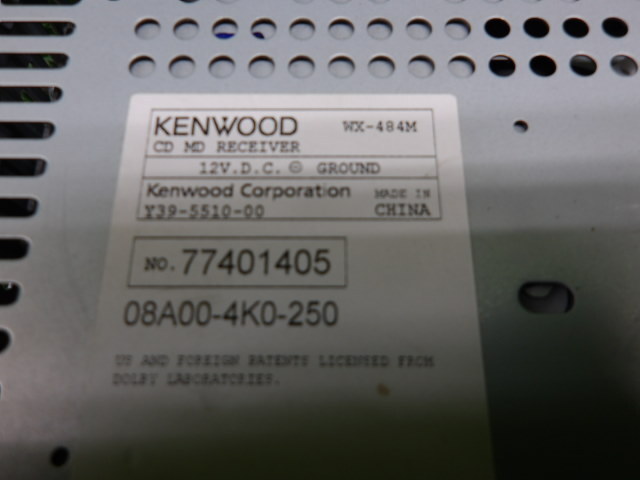 KENWOOD WX-484M
CD MD RECEIVER
12V.D.C. ⊖ GROUND
Kenwood Corporation MADE IN
Y39-5510-00 CHINA
NO. 77401405
08A00-4K0-250
US AND FOREIGN PATENTS LICENSED FROM
DOLBY LABORATORIES.